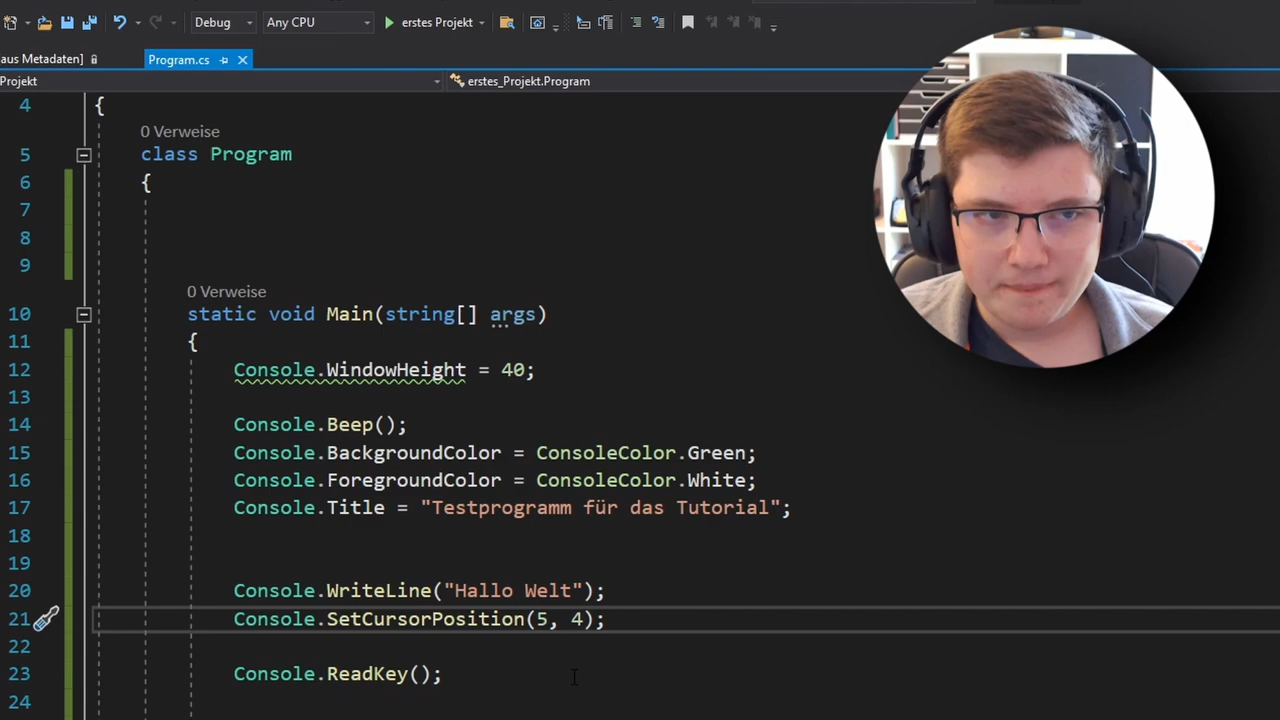 Debug Any CPU erstes Projekt
aus Metadaten] Program.cs
Projekt erstes_Projekt.Program
4 {
0 Verweise
5 class Program
6 {
7
8
9
0 Verweise
10 static void Main(string[] args)
11 {
12 Console.WindowHeight = 40;
13
14 Console.Beep();
15 Console.BackgroundColor = ConsoleColor.Green;
16 Console.ForegroundColor = ConsoleColor.White;
17 Console.Title = "Testprogramm für das Tutorial";
18
19
20 Console.WriteLine("Hallo Welt");
21 Console.SetCursorPosition(5, 4);
22
23 Console.ReadKey();
24